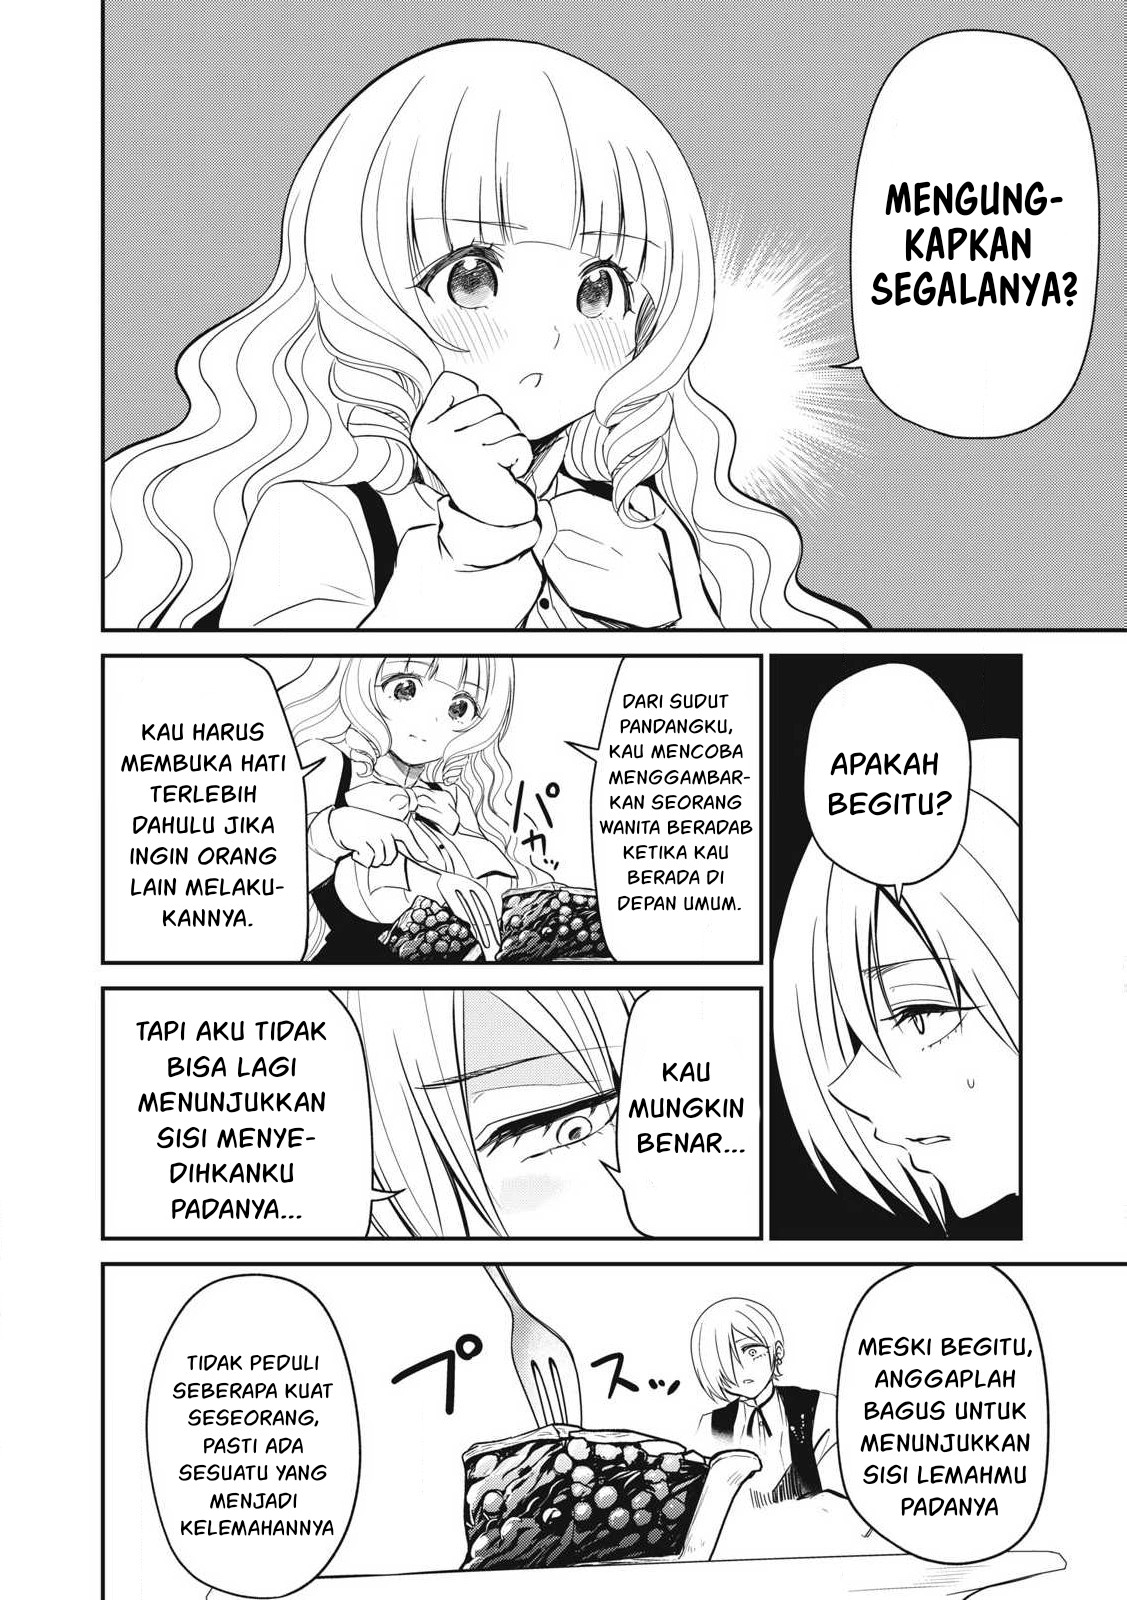 MENGUNG-
KAPKAN
SEGALANYA?
APAKAH
BEGITU?
DARI SUDUT
PANDANGKU,
KAU MENCOBA
MENGGAMBAR-
KAN SEORANG
WANITA BERADAB
KETIKA KAU
BERADA DI
DEPAN UMUM.
パカッ
KAU HARUS
MEMBUKA HATI
TERLEBIH
DAHULU JIKA
INGIN ORANG
LAIN MELAKU-
KANNYA.
KAU
MUNGKIN
BENAR...
TAPI AKU TIDAK
BISA LAGI
MENUNJUKKAN
SISI MENYE-
DIHKANKU
PADANYA...
MESKI BEGITU,
ANGGAPLAH
BAGUS UNTUK
MENUNJUKKAN
SISI LEMAHMU
PADANYA
プスッ
TIDAK PEDULI
SEBERAPA KUAT
SESEORANG,
PASTI ADA
SESUATU YANG
MENJADI
KELEMAHANNYA